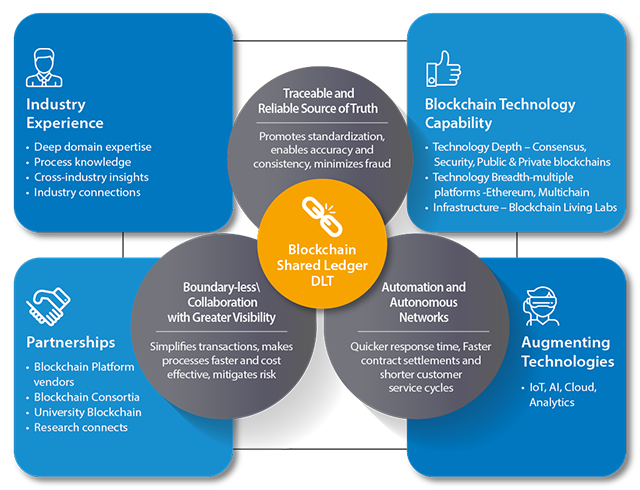 Industry
Experience
• Deep domain expertise
• Process knowledge
• Cross-industry insights
• Industry connections
Traceable and
Reliable Source of Truth
Promotes standardization,
enables accuracy and
consistency, minimizes fraud
Blockchain Technology
Capability
• Technology Depth – Consensus,
Security, Public & Private blockchains
• Technology Breadth-multiple
platforms -Ethereum, Multichain
• Infrastructure – Blockchain Living Labs
Blockchain
Shared Ledger
DLT
Boundary-less\
Collaboration
with Greater Visibility
Simplifies transactions, makes
processes faster and cost
effective, mitigates risk
Automation and
Autonomous
Networks
Quicker response time, Faster
contract settlements and
shorter customer
service cycles
Partnerships
• Blockchain Platform
vendors
• Blockchain Consortia
• University Blockchain
• Research connects
Augmenting
Technologies
• IoT, AI, Cloud,
Analytics